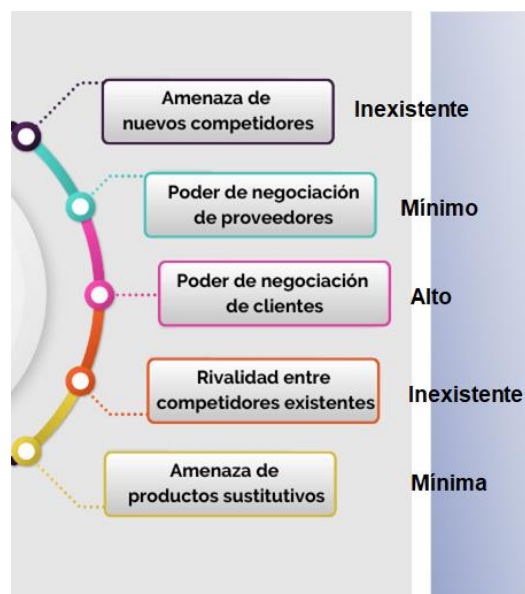 Amenaza de
nuevos competidores
Inexistente
Poder de negociación
de proveedores
Mínimo
Poder de negociación
de clientes
Alto
Rivalidad entre
competidores existentes
Inexistente
Amenaza de
productos sustitutivos
Mínima